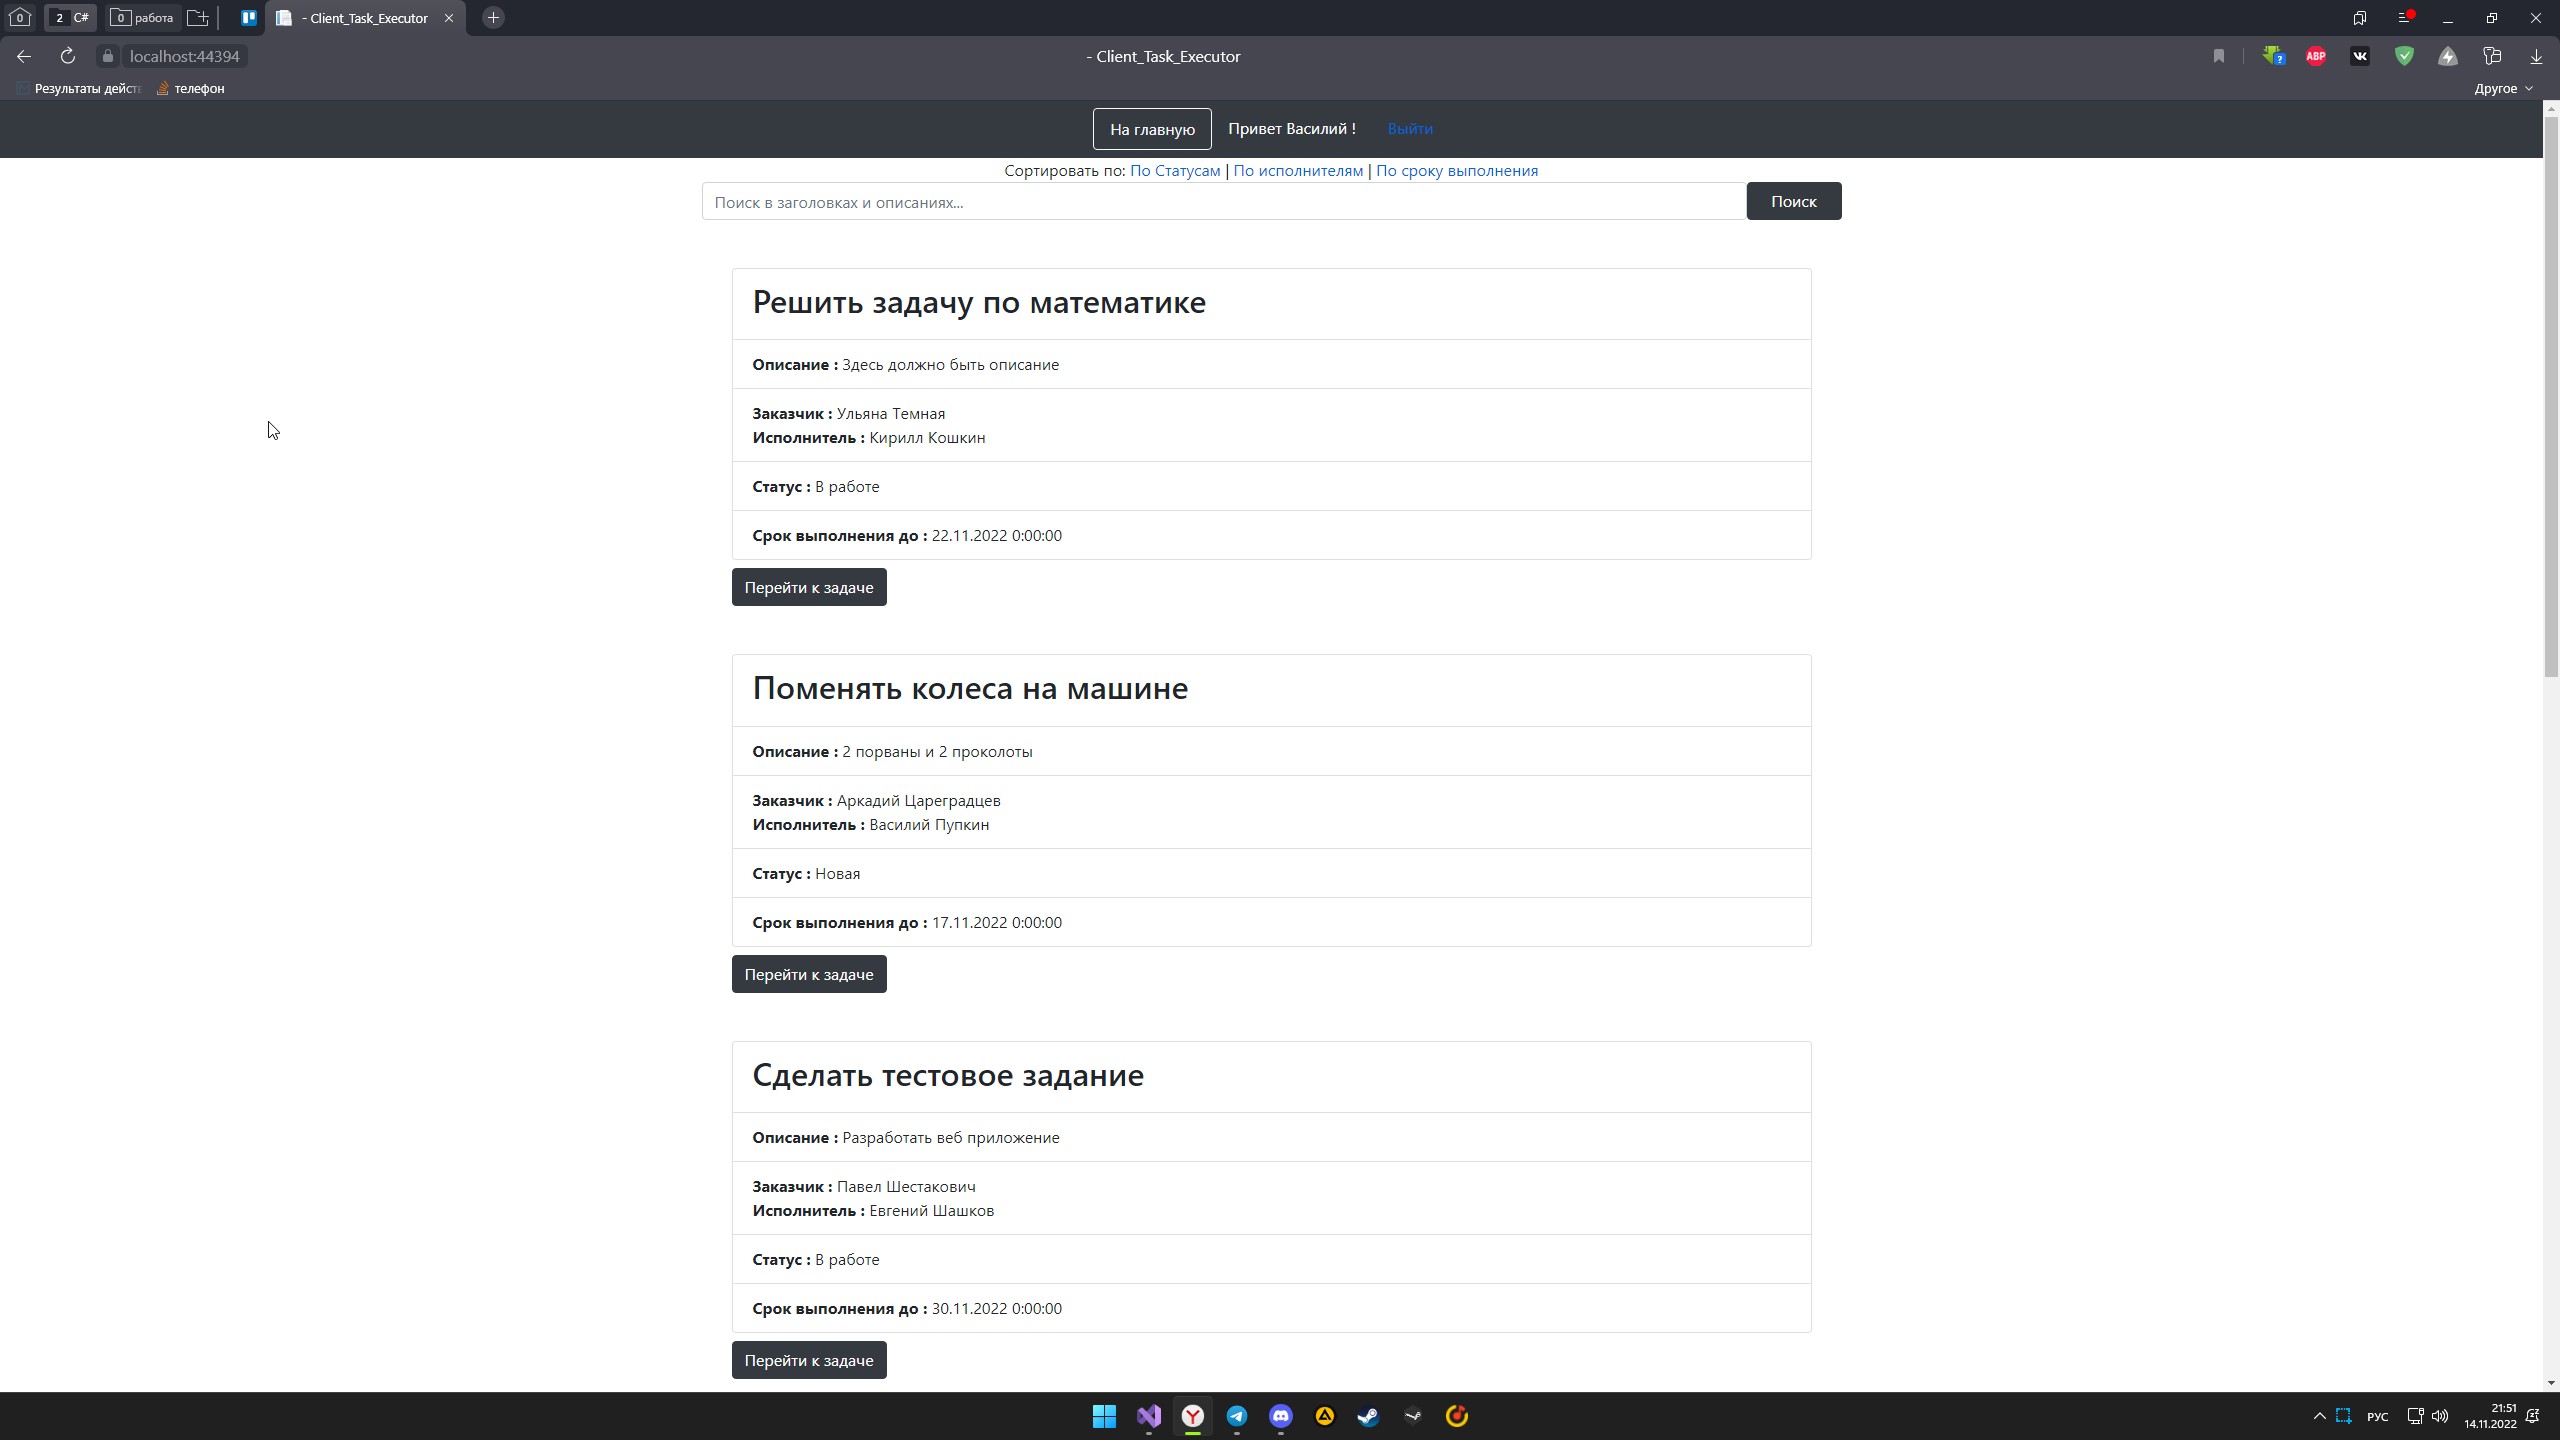 0
2 C#
0 работа
- Client_Task_Executor
localhost:44394
- Client_Task_Executor
ABP
Результаты дейст
телефон
Другое
На главную Привет Василий ! Выйти
Сортировать по: По Статусам | По исполнителям | По сроку выполнения
Поиск в заголовках и описаниях...
Поиск
Решить задачу по математике
Описание : Здесь должно быть описание
Заказчик : Ульяна Темная
Исполнитель : Кирилл Кошкин
Статус : В работе
Срок выполнения до : 22.11.2022 0:00:00
Перейти к задаче
Поменять колеса на машине
Описание : 2 порваны и 2 проколоты
Заказчик : Аркадий Цареградцев
Исполнитель : Василий Пупкин
Статус : Новая
Срок выполнения до : 17.11.2022 0:00:00
Перейти к задаче
Сделать тестовое задание
Описание : Разработать веб приложение
Заказчик : Павел Шестакович
Исполнитель : Евгений Шашков
Статус : В работе
Срок выполнения до : 30.11.2022 0:00:00
Перейти к задаче
РУС
21:51
14.11.2022